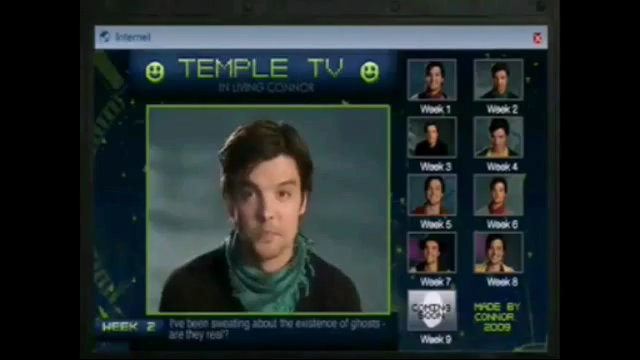 Internet
TEMPLE TV
IN LIVING CONNOR
Week 1
Week 2
Week 3
Week 4
Week 5
Week 6
Week 7
Week 8
COMING SOON
Week 9
MADE BY
CONNOR
2009
WEEK 2
I've been sweating about the existence of ghosts -
are they real?